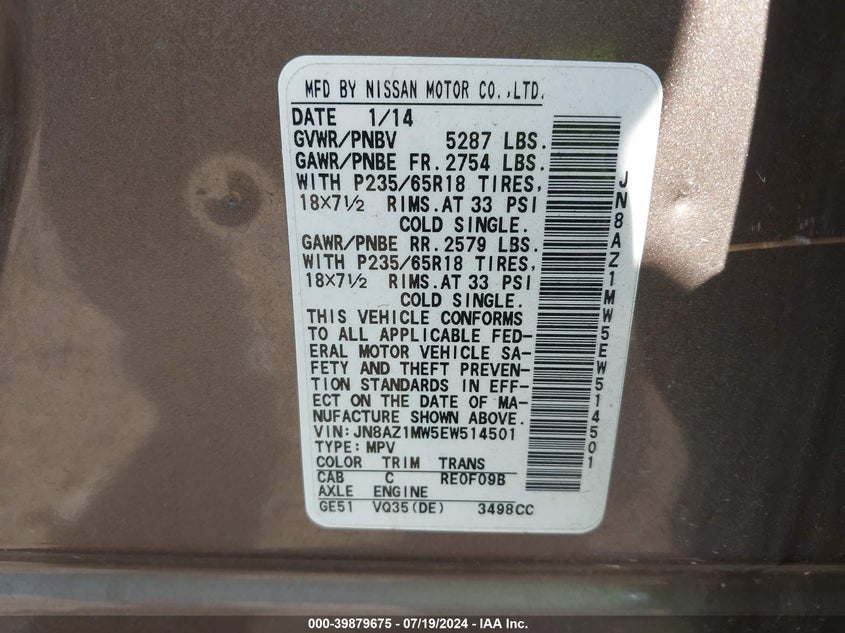 MFD BY NISSAN MOTOR CO.,LTD.
DATE 1/14
GVWR/PNBV 5287 LBS.
GAWR/PNBE FR. 2754 LBS.
WITH P235/65R18 TIRES,
18X7½ RIMS. AT 33 PSI
COLD SINGLE.
GAWR/PNBE RR. 2579 LBS.
WITH P235/65R18 TIRES,
18X7½ RIMS. AT 33 PSI
COLD SINGLE.
THIS VEHICLE CONFORMS
TO ALL APPLICABLE FED-
ERAL MOTOR VEHICLE SA-
FETY AND THEFT PREVEN-
TION STANDARDS IN EFF-
ECT ON THE DATE OF MA-
NUFACTURE SHOWN ABOVE.
VIN:JN8AZ1MW5EW514501
TYPE:MPV
COLOR TRIM TRANS
CAB C RE0F09B
AXLE ENGINE
GE51 VQ35(DE) 3498CC
JN8AZ1MW5EW514501
000-39879675 - 07/19/2024 - IAA Inc.